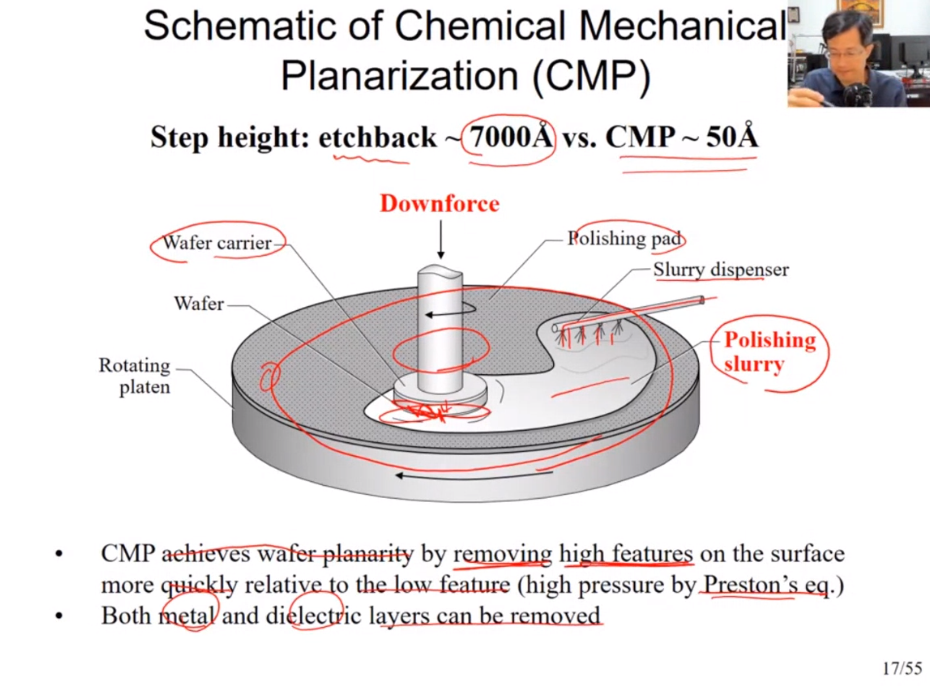 Schematic of Chemical Mechanical
Planarization (CMP)
Step height: etchback ~ 7000Å vs. CMP ~ 50Å
Downforce
Wafer carrier
Polishing pad
Slurry dispenser
Wafer
Polishing
slurry
Rotating
platen
• CMP achieves wafer planarity by removing high features on the surface
more quickly relative to the low feature (high pressure by Preston's eq.)
• Both metal and dielectric layers can be removed
17/55